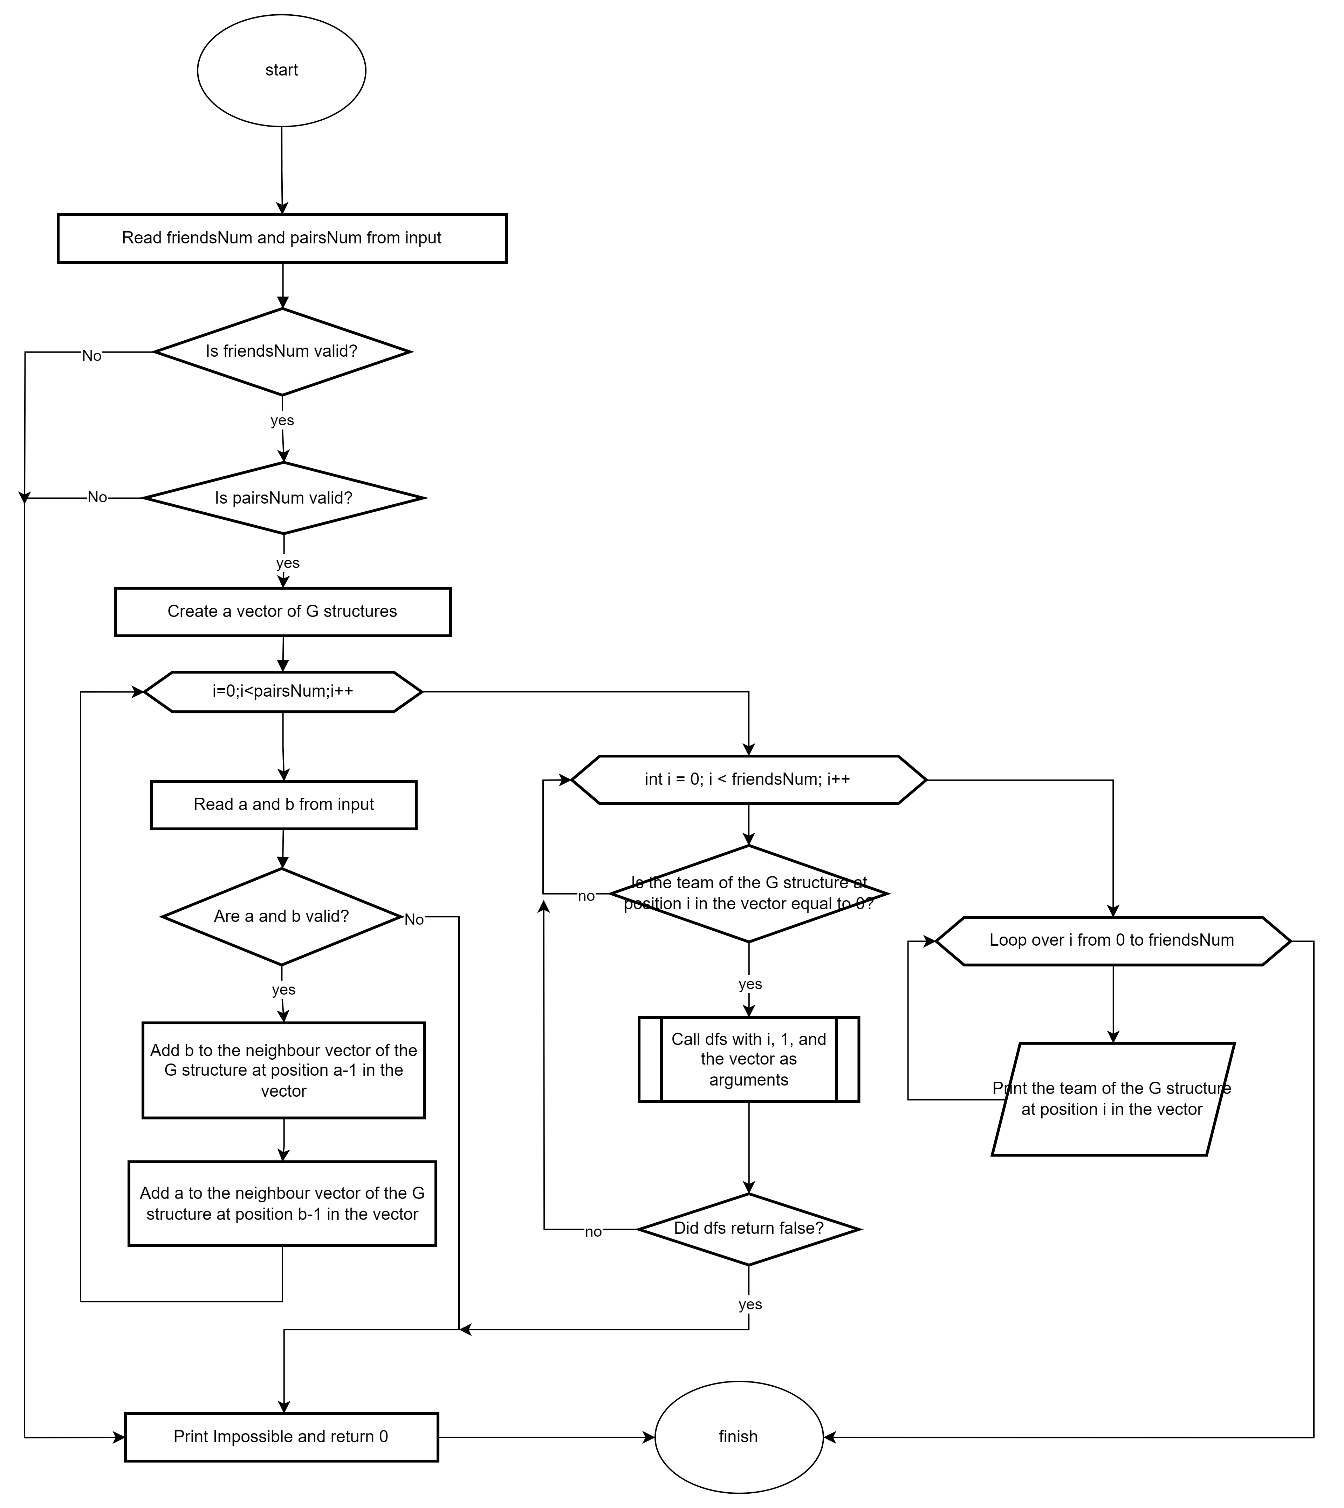 start
Read friendsNum and pairsNum from input
Is friendsNum valid?
No
yes
Is pairsNum valid?
No
yes
Create a vector of G structures
i=0;i<pairsNum;i++
Read a and b from input
Are a and b valid?
No
yes
Add b to the neighbour vector of the
G structure at position a-1 in the
vector
Add a to the neighbour vector of the G
structure at position b-1 in the vector
int i = 0; i < friendsNum; i++
Is the team of the G structure at
position i in the vector equal to 0?
no
yes
Call dfs with i, 1, and
the vector as
arguments
Did dfs return false?
no
yes
Loop over i from 0 to friendsNum
Print the team of the G structure
at position i in the vector
Print Impossible and return 0
finish